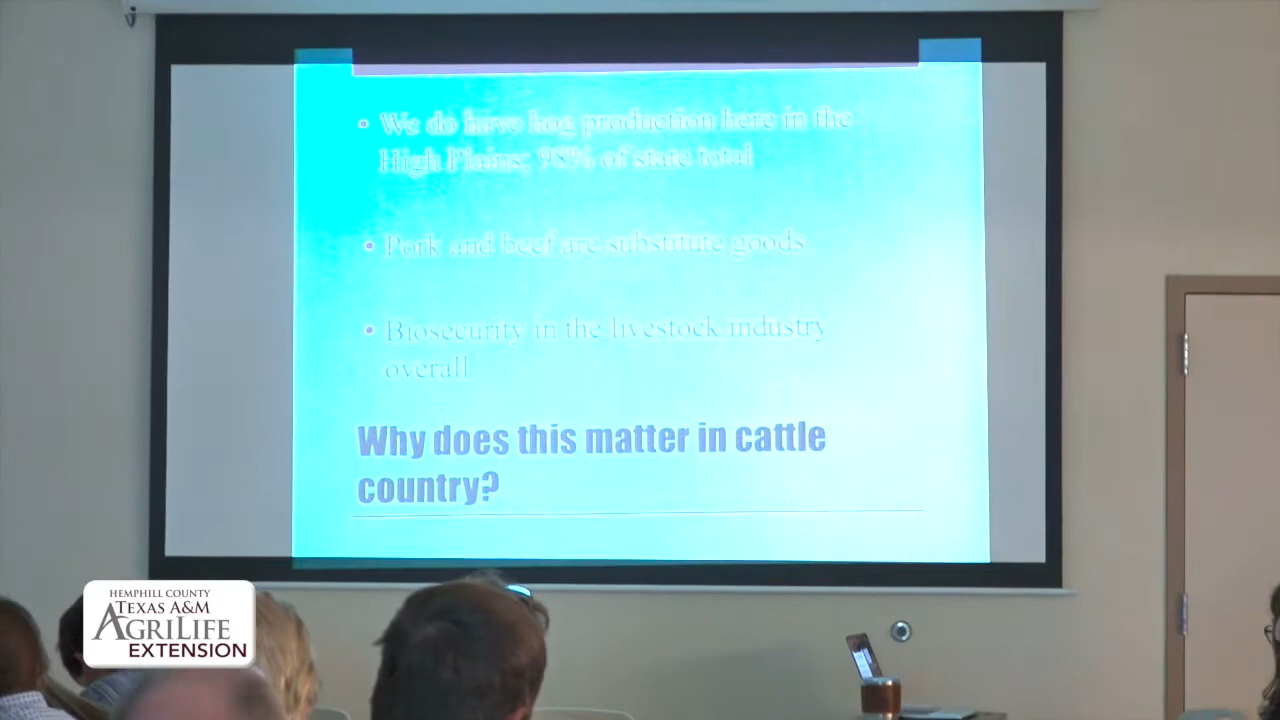 • We do have hog production here in the
High Plains; 98% of state total
• Pork and beef are substitute goods
• Biosecurity in the livestock industry
overall
Why does this matter in cattle
country?
HEMPHILL COUNTY
TEXAS A&M
AGRILIFE
EXTENSION